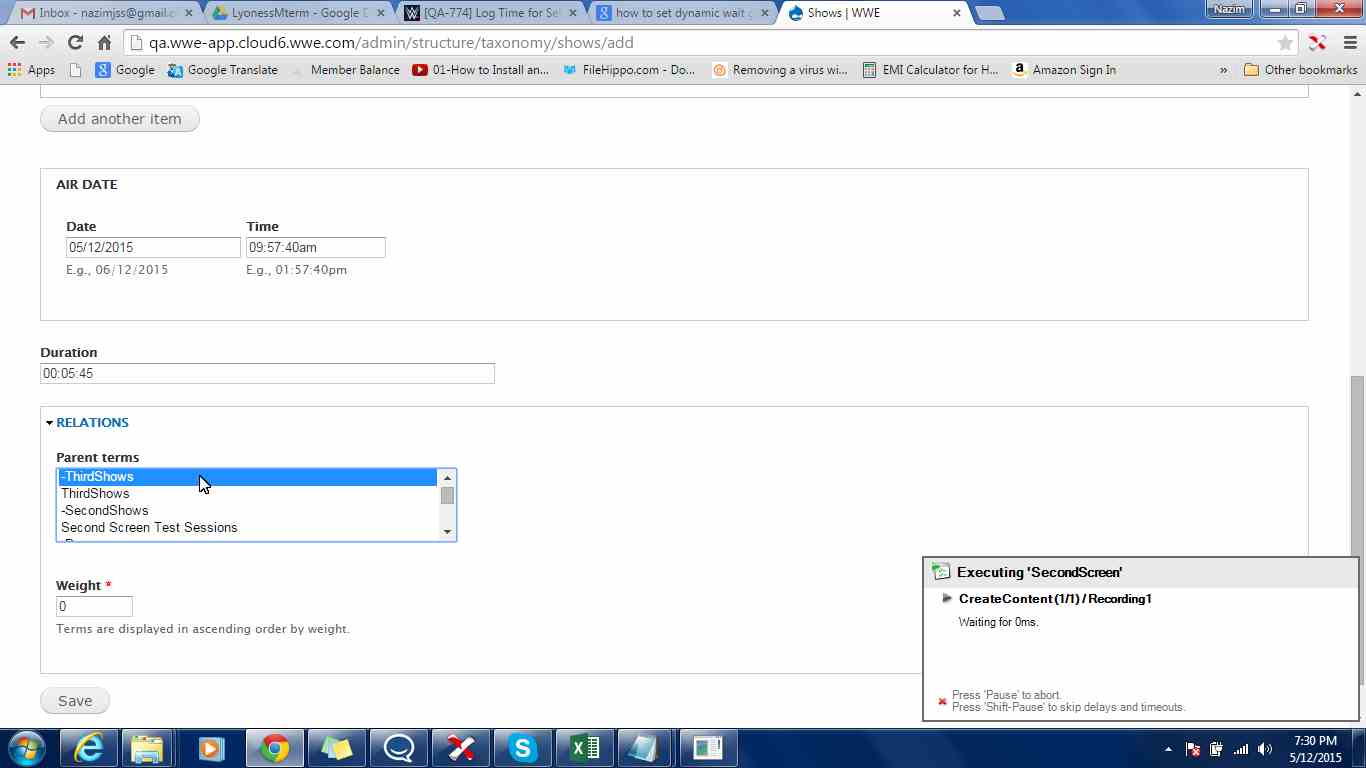 Inbox - nazimjss@gmail.c
LyonessMterm - Google D
[QA-774] Log Time for Sel
how to set dynamic wait
Shows | WWE
Nazim
qa.wwe-app.cloud6.wwe.com/admin/structure/taxonomy/shows/add
Apps
Google
Google Translate
Member Balance
01-How to Install an...
FileHippo.com - Do...
Removing a virus wi...
EMI Calculator for H...
Amazon Sign In
»
Other bookmarks
Add another item
AIR DATE
Date Time
05/12/2015 09:57:40am
E.g., 06/12/2015 E.g., 01:57:40pm
Duration
00:05:45
RELATIONS
Parent terms
-ThirdShows
ThirdShows
-SecondShows
Second Screen Test Sessions
Weight *
0
Terms are displayed in ascending order by weight.
Save
Executing 'SecondScreen'
CreateContent (1/1) / Recording1
Waiting for 0ms.
Press 'Pause' to abort.
Press 'Shift-Pause' to skip delays and timeouts.
7:30 PM
5/12/2015